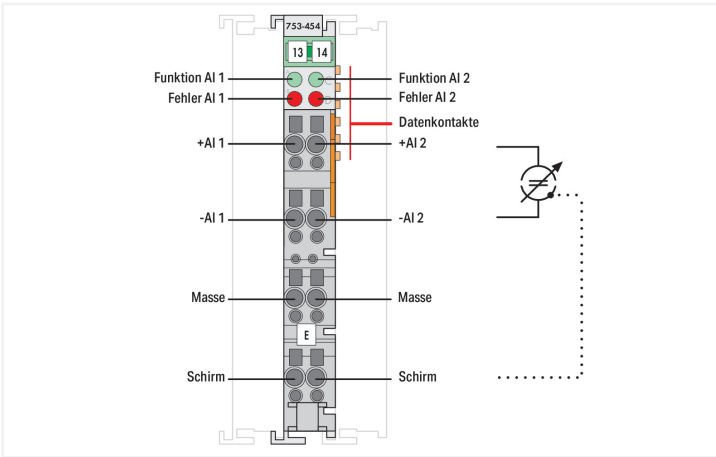 753-454
13 14
Funktion AI 1
Funktion AI 2
C
Fehler AI 1
Fehler AI 2
D
Datenkontakte
+AI 1
+AI 2
-AI 1
-AI 2
Masse
Masse
E
Schirm
Schirm